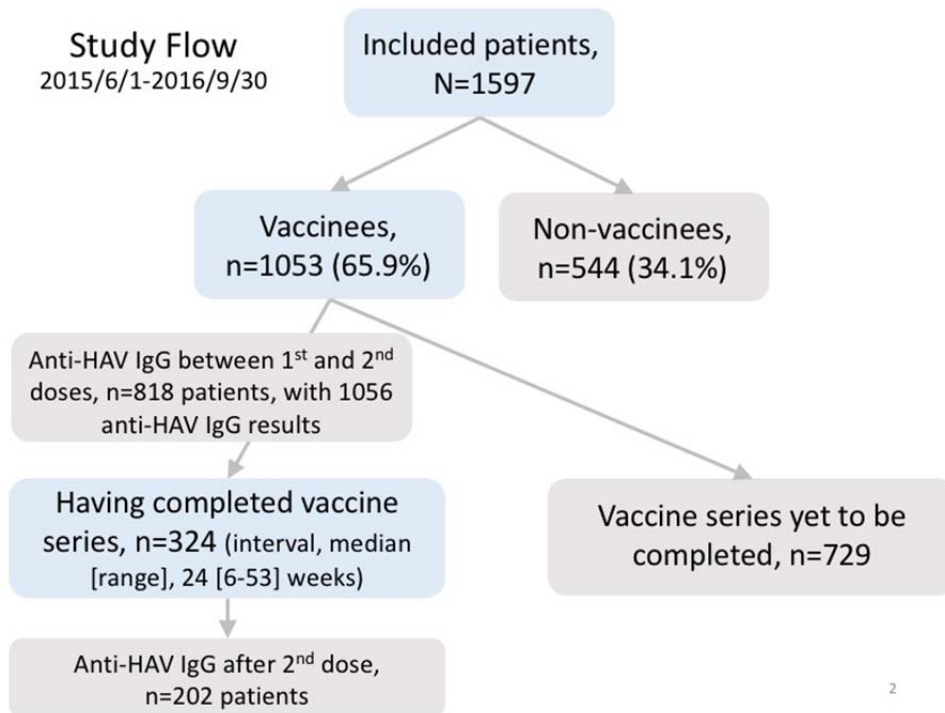 Study Flow
2015/6/1-2016/9/30
Included patients,
N=1597
Vaccinees,
n=1053 (65.9%)
Non-vaccinees,
n=544 (34.1%)
Anti-HAV IgG between 1st and 2nd
doses, n=818 patients, with 1056
anti-HAV IgG results
Having completed vaccine
series, n=324 (interval, median
[range], 24 [6-53] weeks)
Vaccine series yet to be
completed, n=729
Anti-HAV IgG after 2nd dose,
n=202 patients
2